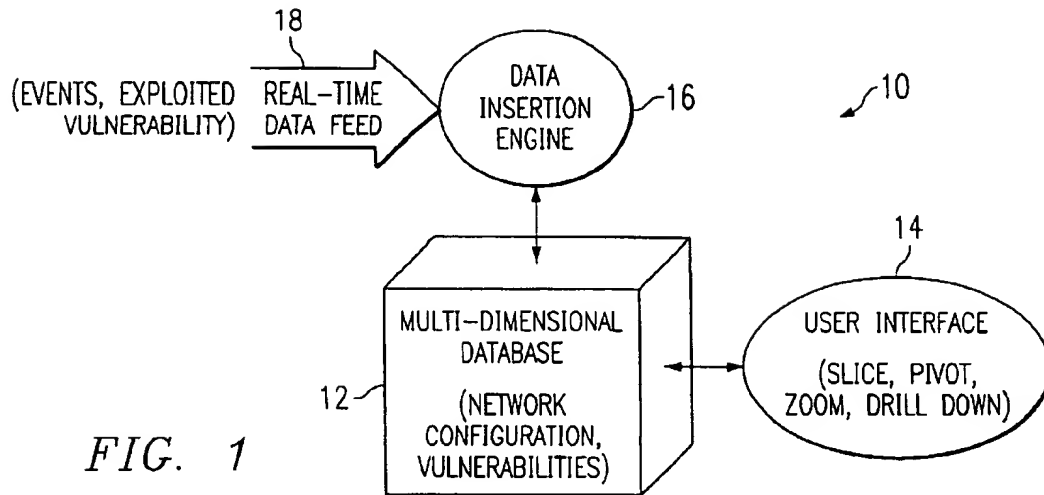 18
(EVENTS, EXPLOITED
VULNERABILITY)
REAL-TIME
DATA FEED
DATA
INSERTION
ENGINE
16
10
MULTI-DIMENSIONAL
DATABASE
(NETWORK
CONFIGURATION,
VULNERABILITIES)
12
14
USER INTERFACE
(SLICE, PIVOT,
ZOOM, DRILL DOWN)
FIG. 1